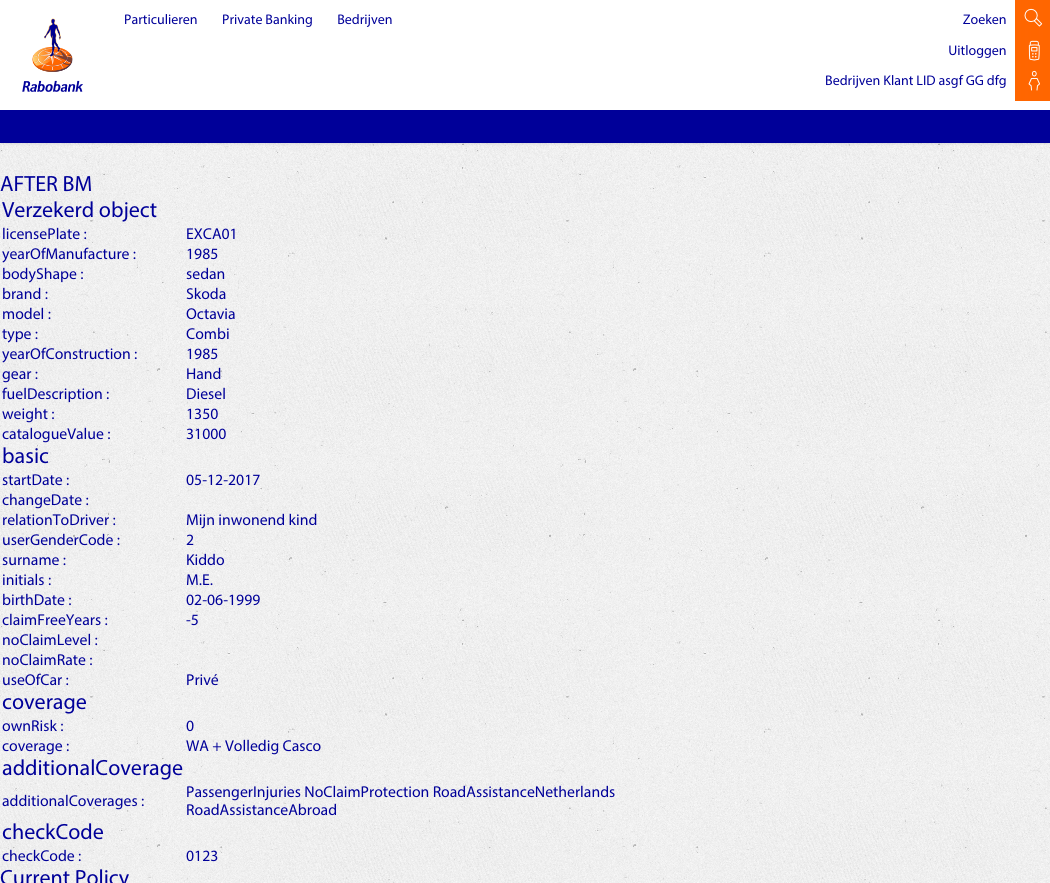 Particulieren Private Banking Bedrijven Zoeken
Uitloggen
Bedrijven Klant LID asgf GG dfg
Rabobank
AFTER BM
Verzekerd object
licensePlate : EXCA01
yearOfManufacture : 1985
bodyShape : sedan
brand : Skoda
model : Octavia
type : Combi
yearOfConstruction : 1985
gear : Hand
fuelDescription : Diesel
weight : 1350
catalogueValue : 31000
basic
startDate : 05-12-2017
changeDate :
relationToDriver : Mijn inwonend kind
userGenderCode : 2
surname : Kiddo
initials : M.E.
birthDate : 02-06-1999
claimFreeYears : -5
noClaimLevel :
noClaimRate :
useOfCar : Privé
coverage
ownRisk : 0
coverage : WA + Volledig Casco
additionalCoverage
additionalCoverages : PassengerInjuries NoClaimProtection RoadAssistanceNetherlands
RoadAssistanceAbroad
checkCode
checkCode : 0123
Current Policy